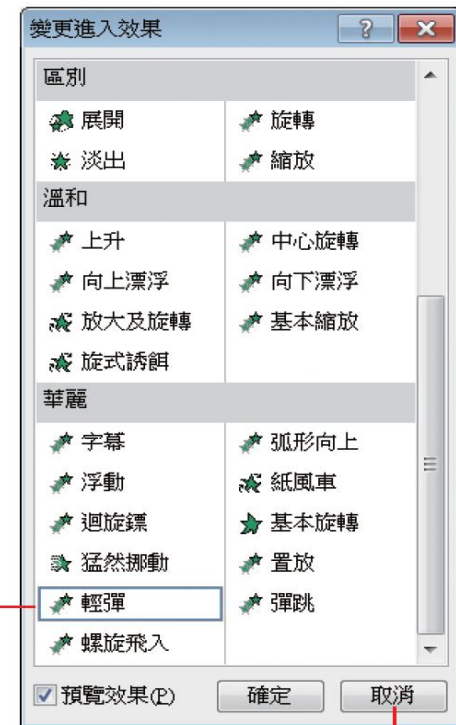 變更進入效果
區別
展開 旋轉
淡出 縮放
溫和
上升 中心旋轉
向上漂浮 向下漂浮
放大及旋轉 基本縮放
旋式誘餌
華麗
字幕 弧形向上
浮動 紙風車
迴旋鏢 基本旋轉
猛然挪動 置放
輕彈 彈跳
螺旋飛入
預覽效果(P) 確定 取消